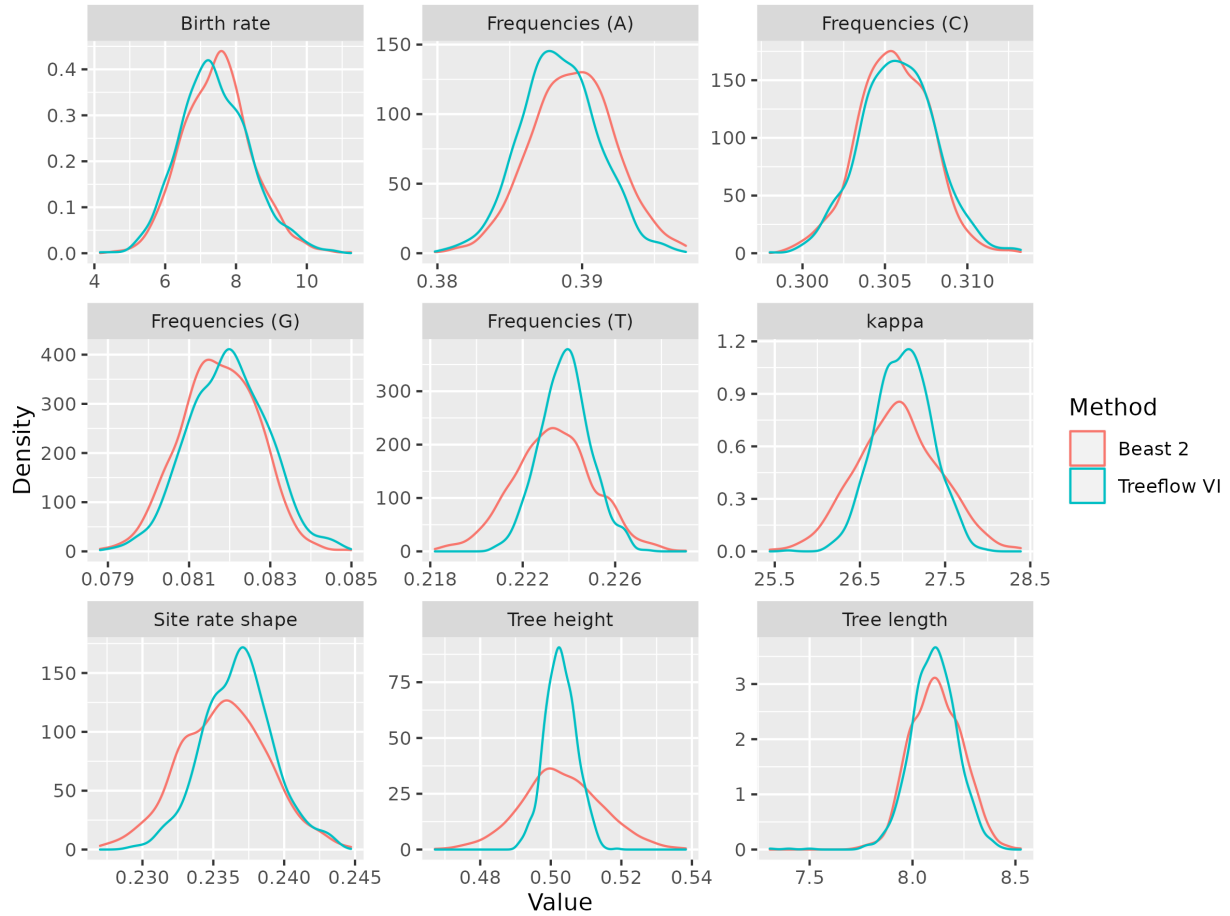 Birth rate
Frequencies (A)
Frequencies (C)
0.4
0.3
0.2
0.1
0.0
4 6 8 10
150
100
50
0
0.38 0.39
150
100
50
0
0.300 0.305 0.310
Frequencies (G)
Frequencies (T)
kappa
400
300
200
100
0
0.079 0.081 0.083 0.085
300
200
100
0
0.218 0.222 0.226
1.2
0.9
0.6
0.3
0.0
25.5 26.5 27.5 28.5
Site rate shape
Tree height
Tree length
150
100
50
0
0.230 0.235 0.240 0.245
75
50
25
0
0.48 0.50 0.52 0.54
3
2
1
0
7.5 8.0 8.5
Density
Value
Method
Beast 2
Treeflow VI